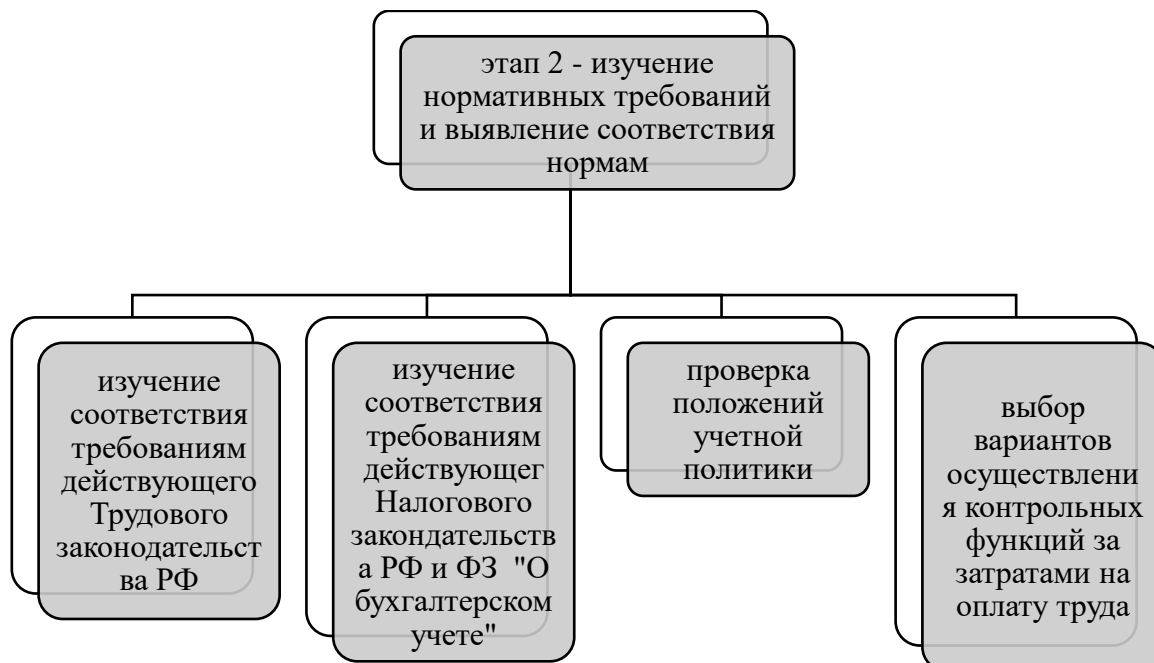 этап 2 - изучение
нормативных требований
и выявление соответствия
нормам
изучение
соответствия
требованиям
действующего
Трудового
законодательст
ва РФ
изучение
соответствия
требованиям
действующег
Налогового
закондательств
а РФ и ФЗ "О
бухгалтерском
учете"
проверка
положений
учетной
политики
выбор
вариантов
осуществлени
я контрольных
функций за
затратами на
оплату труда